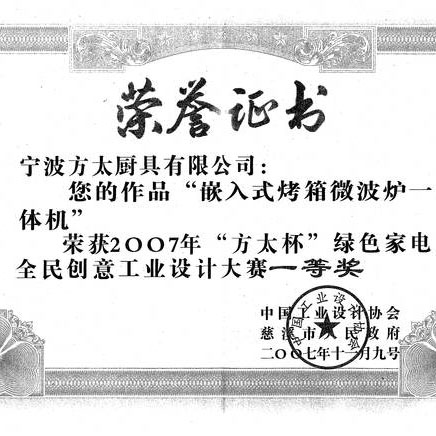 荣誉证书
宁波方太厨具有限公司：
您的作品“嵌入式烤箱微波炉一
体机”
荣获2007年“方太杯”绿色家电
全民创意工业设计大赛一等奖
中国工业设计协会
慈溪市人民政府
二〇〇七年十一月九号